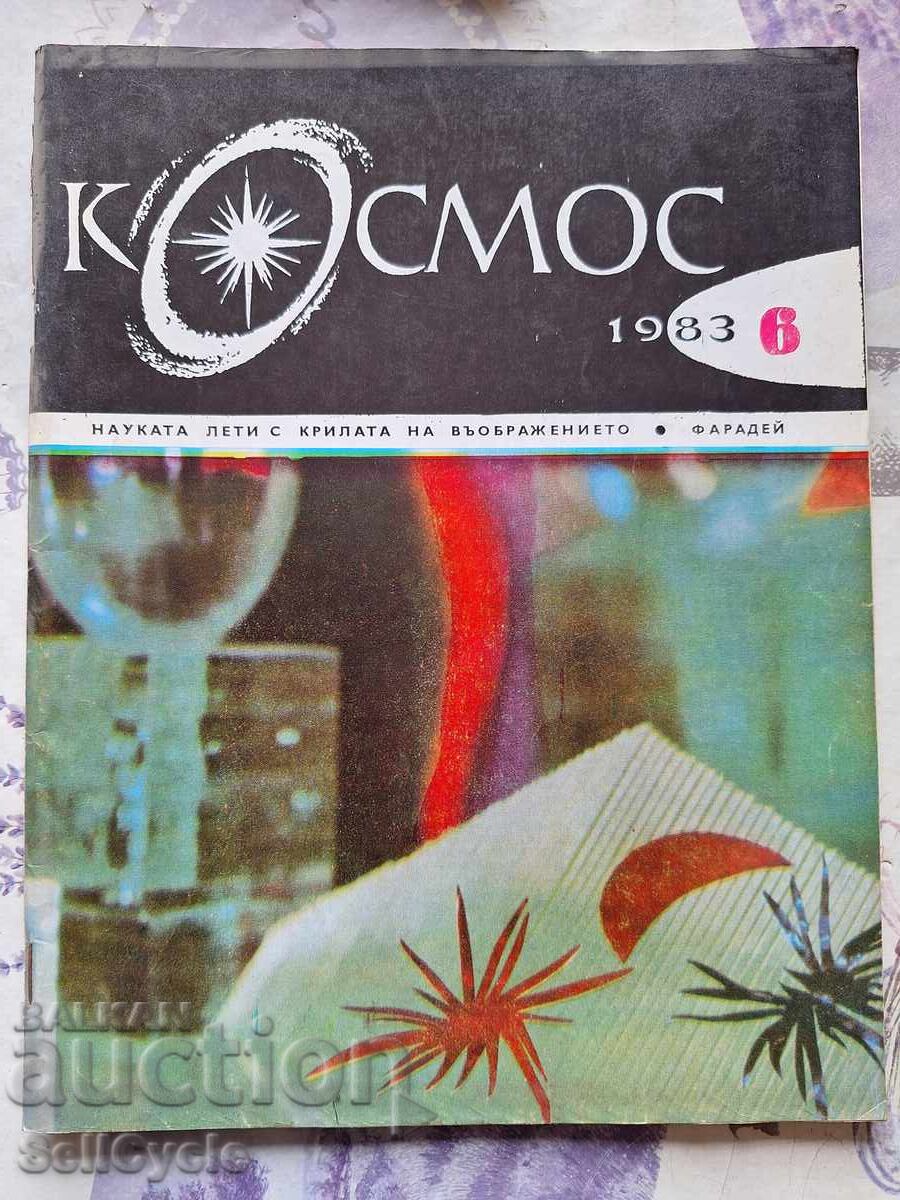 КОСМОС
1983 6
НАУКАТА ЛЕТИ С КРИЛАТА НА ВЪОБРАЖЕНИЕТО • ФАРАДЕЙ
BALKAN
auction
SellCycle